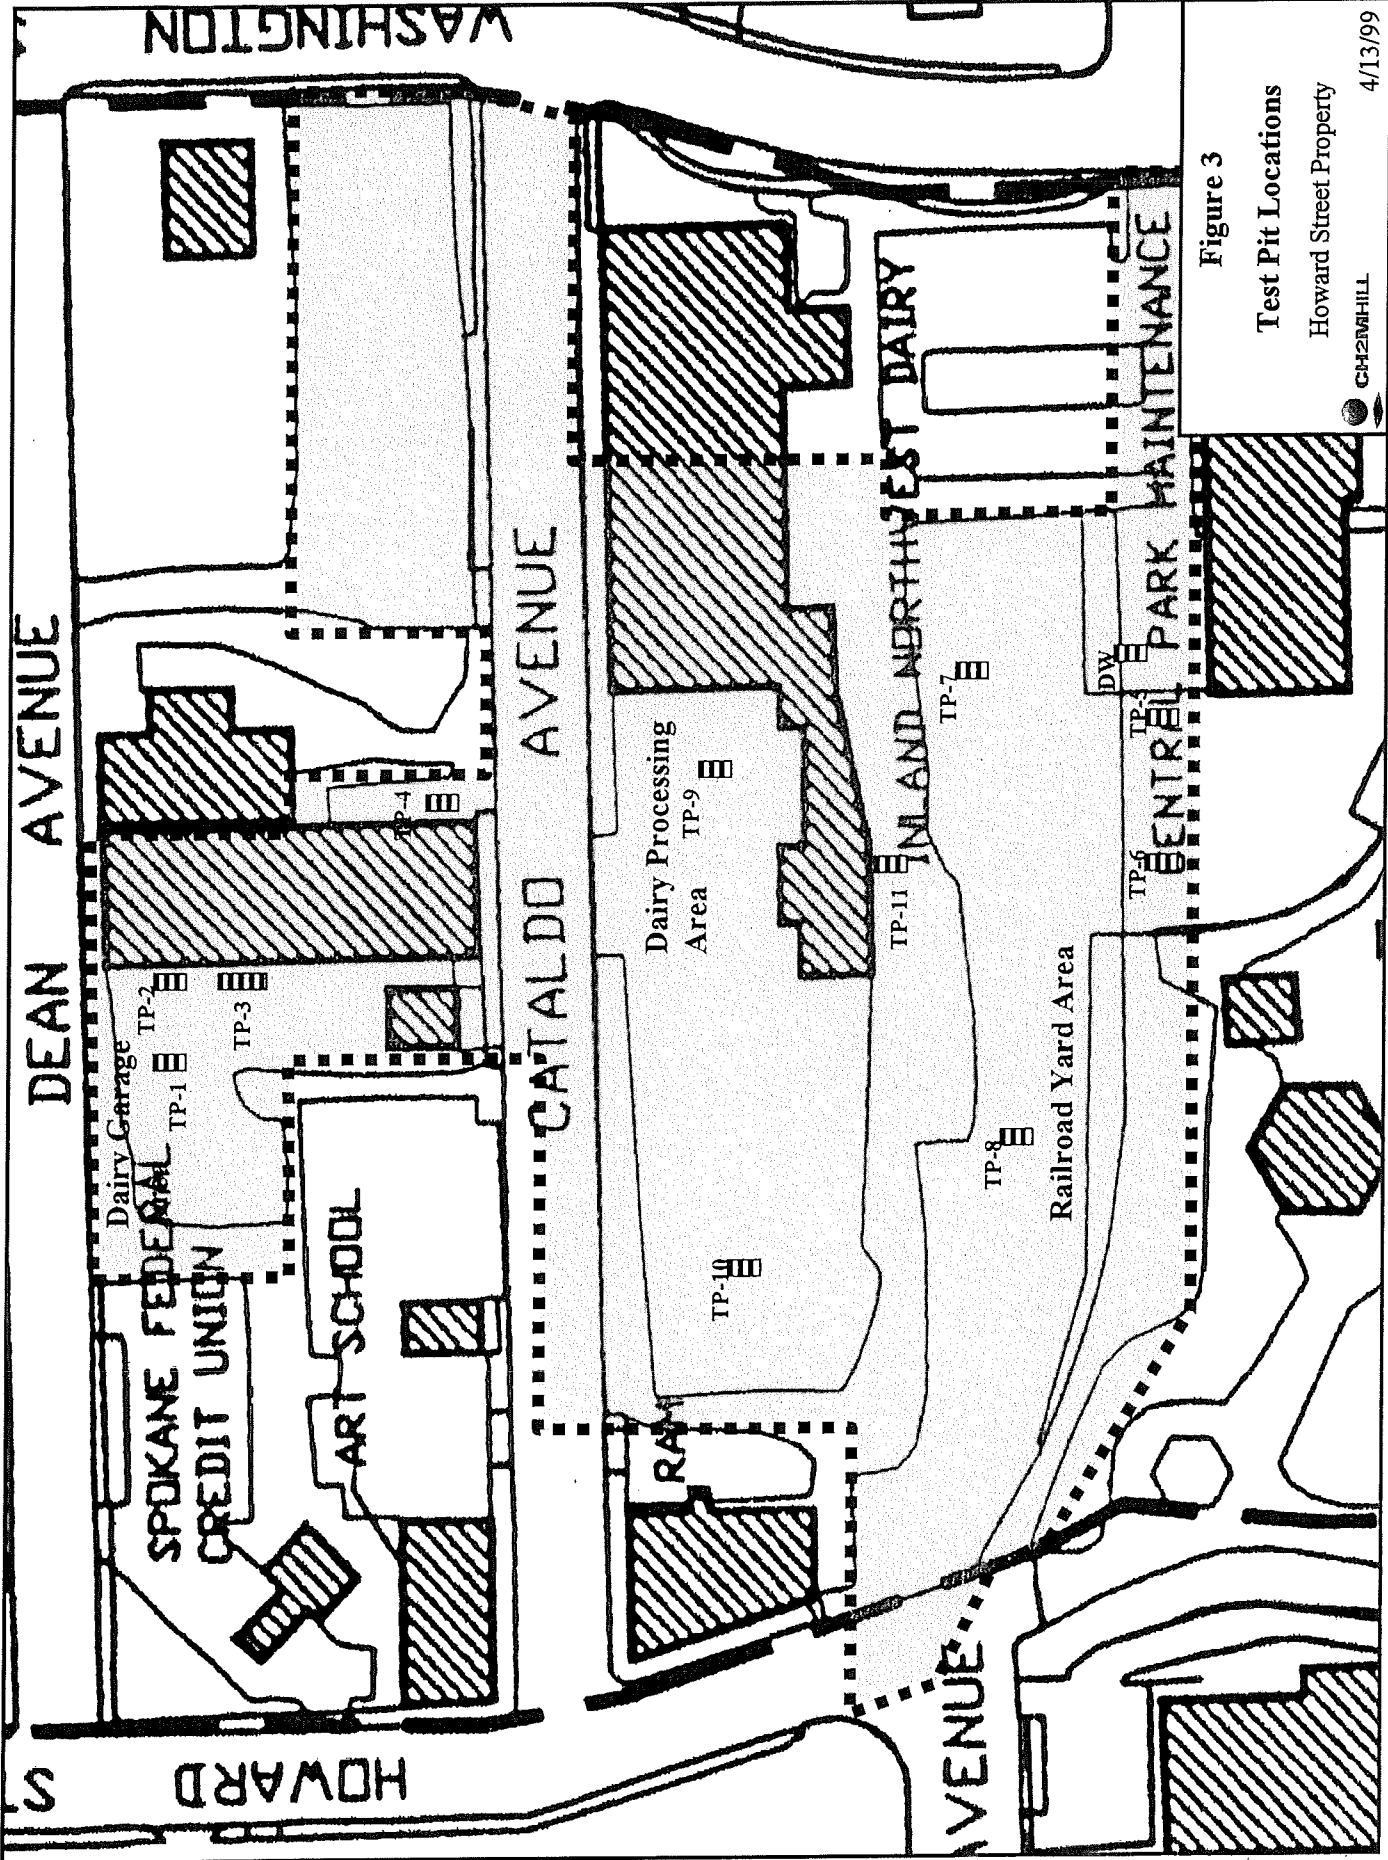 WASHINGTON
DEAN AVENUE
Dairy Garage
TP-1
TP-2
TP-3
TP-4
SPOKANE FEDERAL
CREDIT UNION
ART SCHOOL
CATALDO AVENUE
Dairy Processing
Area
TP-9
TP-10
TP-11
RAM
INLAND NORTHWEST DAIRY
TP-7
TP-8
Railroad Yard Area
DW
TP-5
TP-6
CENTRAL PARK MAINTENANCE
HOWARD ST
AVENUE
Figure 3
Test Pit Locations
Howard Street Property
CH2MHILL
4/13/99